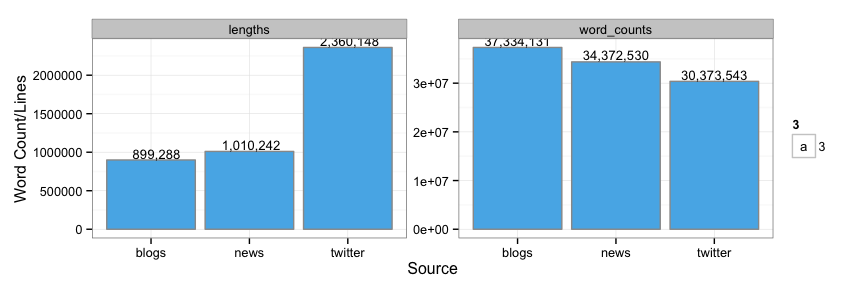 lengths
word_counts
Word Count/Lines
2000000
1500000
1000000
500000
0
899,288
1,010,242
2,360,148
blogs
news
twitter
3e+07
2e+07
1e+07
0e+00
37,334,131
34,372,530
30,373,543
blogs
news
twitter
Source
3
a 3